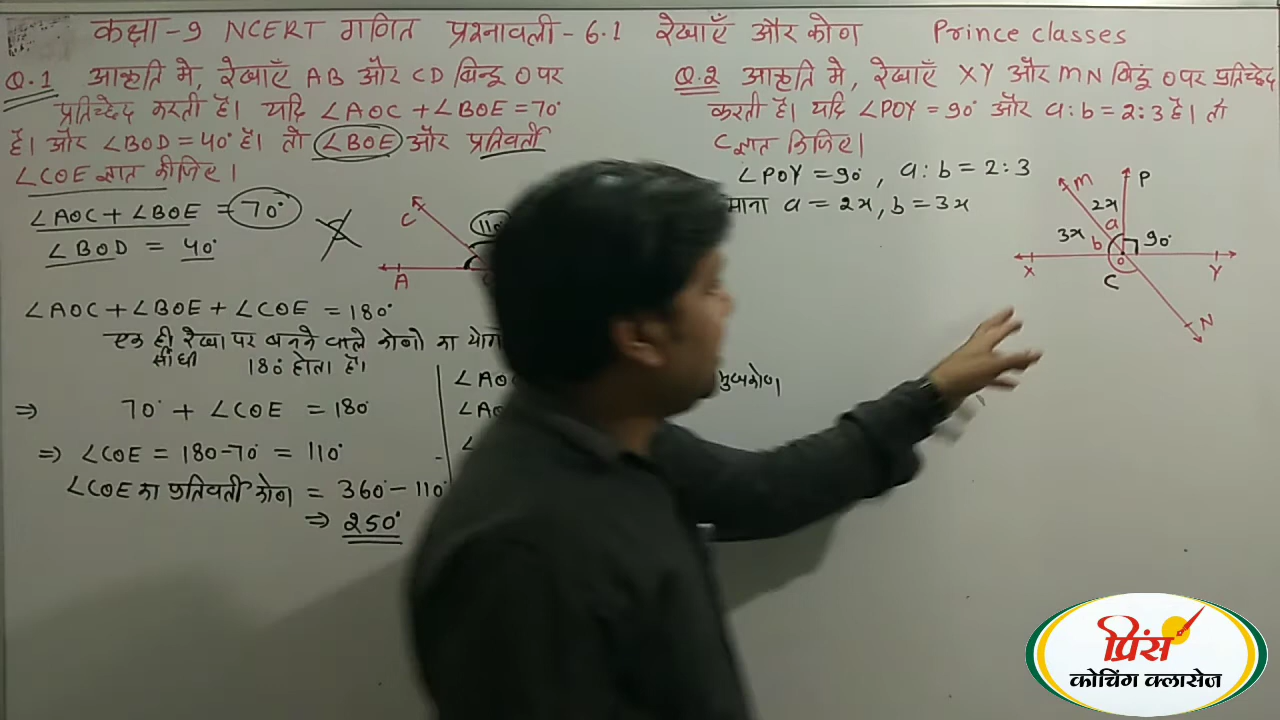 कक्षा-9 NCERT गणित प्रश्नावली-6.1 रेखाएँ और कोण Prince classes
Q.1 आकृति मे, रेखाएँ AB और CD बिन्दू O पर
प्रतिच्छेद करती है। यदि ∠AOC + ∠BOE = 70°
है। और ∠BOD = 40° है। तो ∠BOE और प्रतिवर्ती
∠COE ज्ञात कीजिए।
∠AOC + ∠BOE = 70°
∠BOD = 40°
C
110
A
∠AOC + ∠BOE + ∠COE = 180°
एक ही रेखा पर बनने वाले कोणो का योग
सीधी 180° होता है।
⇒ 70° + ∠COE = 180°
⇒ ∠COE = 180-70° = 110°
∠COE का प्रतिवर्ती कोण = 360° - 110°
⇒ 250°
∠AOC
∠AO
∠
Q.2 आकृति मे, रेखाएँ XY और MN बिंदू O पर प्रतिच्छेद
करती है। यदि ∠POY = 90° और a:b = 2:3 है। तो
C ज्ञात किजिए।
∠POY = 90°, a:b = 2:3
माना a = 2x, b = 3x
M
P
2x
a
3x
b
90°
X
O
Y
C
N
प्रिंस
कोचिंग क्लासेज